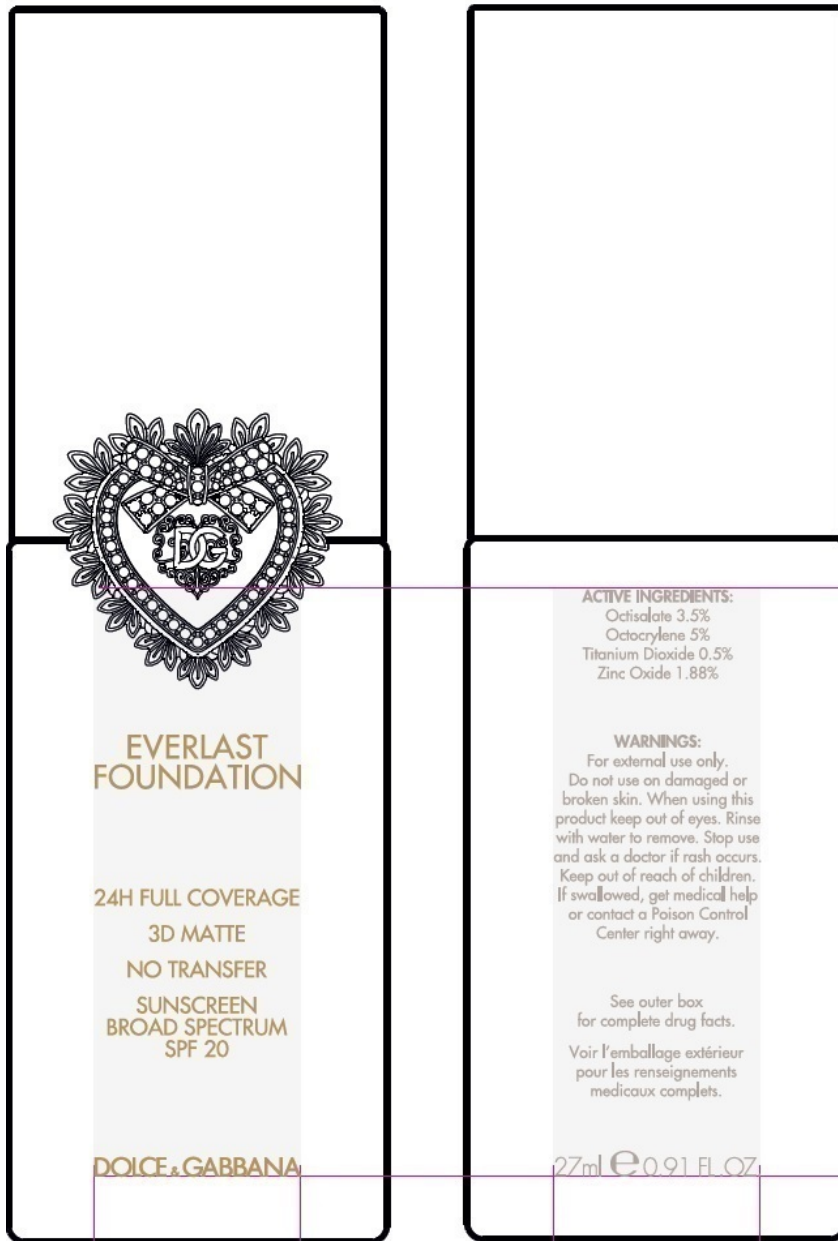 DG
EVERLAST
FOUNDATION
24H FULL COVERAGE
3D MATTE
NO TRANSFER
SUNSCREEN
BROAD SPECTRUM
SPF 20
DOLCE & GABBANA
ACTIVE INGREDIENTS:
Octisalate 3.5%
Octocrylene 5%
Titanium Dioxide 0.5%
Zinc Oxide 1.88%
WARNINGS:
For external use only.
Do not use on damaged or
broken skin. When using this
product keep out of eyes. Rinse
with water to remove. Stop use
and ask a doctor if rash occurs.
Keep out of reach of children.
If swallowed, get medical help
or contact a Poison Control
Center right away.
See outer box
for complete drug facts.
Voir l’emballage extérieur
pour les renseignements
medicaux complets.
27ml ℮ 0.91 FL.OZ.